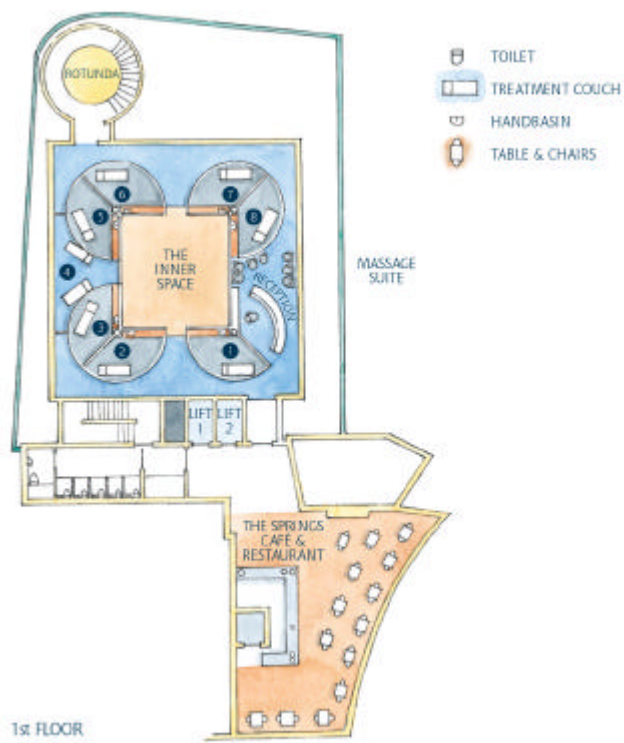 ROTUNDA
TOILET
TREATMENT COUCH
HANDBASIN
TABLE & CHAIRS
6
7
5
8
THE
INNER
SPACE
4
RECEPTION
MASSAGE
SUITE
3
2
1
LIFT
1
LIFT
2
THE SPRINGS
CAFÉ &
RESTAURANT
1st FLOOR